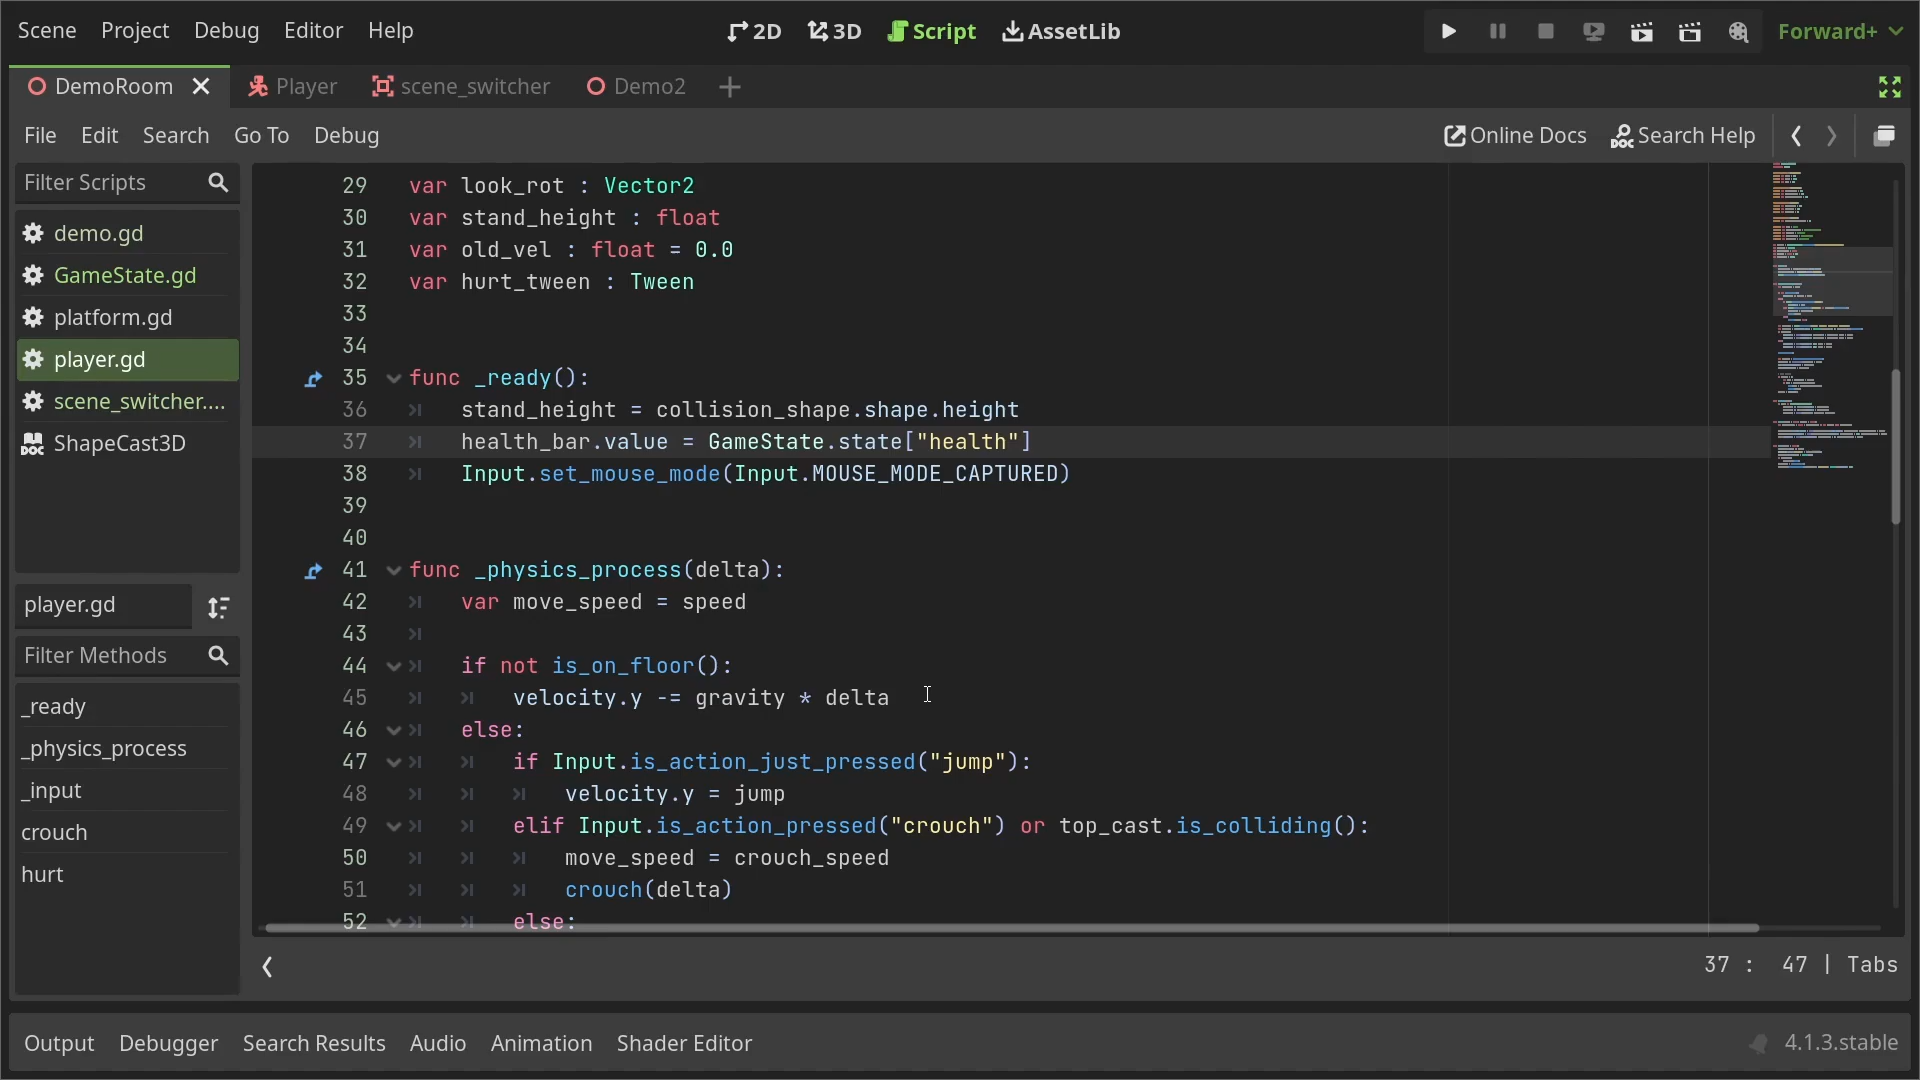 Scene Project Debug Editor Help 2D 3D Script AssetLib Forward+
DemoRoom Player scene_switcher Demo2
File Edit Search Go To Debug Online Docs DOC Search Help
Filter Scripts
demo.gd
GameState.gd
platform.gd
player.gd
scene_switcher....
DOC ShapeCast3D
player.gd
Filter Methods
_ready
_physics_process
_input
crouch
hurt
29 var look_rot : Vector2
30 var stand_height : float
31 var old_vel : float = 0.0
32 var hurt_tween : Tween
33
34
35 func _ready():
36 stand_height = collision_shape.shape.height
37 health_bar.value = GameState.state["health"]
38 Input.set_mouse_mode(Input.MOUSE_MODE_CAPTURED)
39
40
41 func _physics_process(delta):
42 var move_speed = speed
43
44 if not is_on_floor():
45 velocity.y -= gravity * delta
46 else:
47 if Input.is_action_just_pressed("jump"):
48 velocity.y = jump
49 elif Input.is_action_pressed("crouch") or top_cast.is_colliding():
50 move_speed = crouch_speed
51 crouch(delta)
52 else:
37 : 47 | Tabs
Output Debugger Search Results Audio Animation Shader Editor 4.1.3.stable